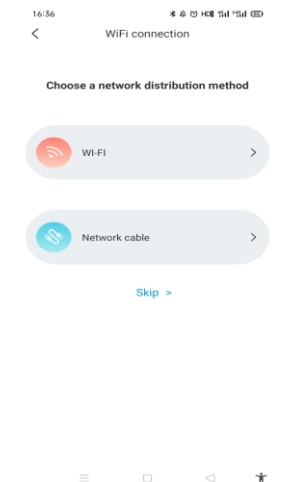 16:36
WiFi connection
Choose a network distribution method
WI-FI
Network cable
Skip >